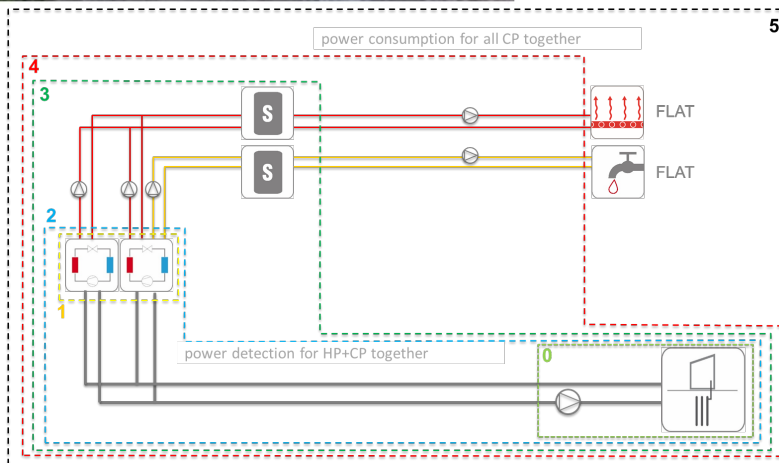 5
power consumption for all CP together
4
3
S
FLAT
S
FLAT
2
1
power detection for HP+CP together
0